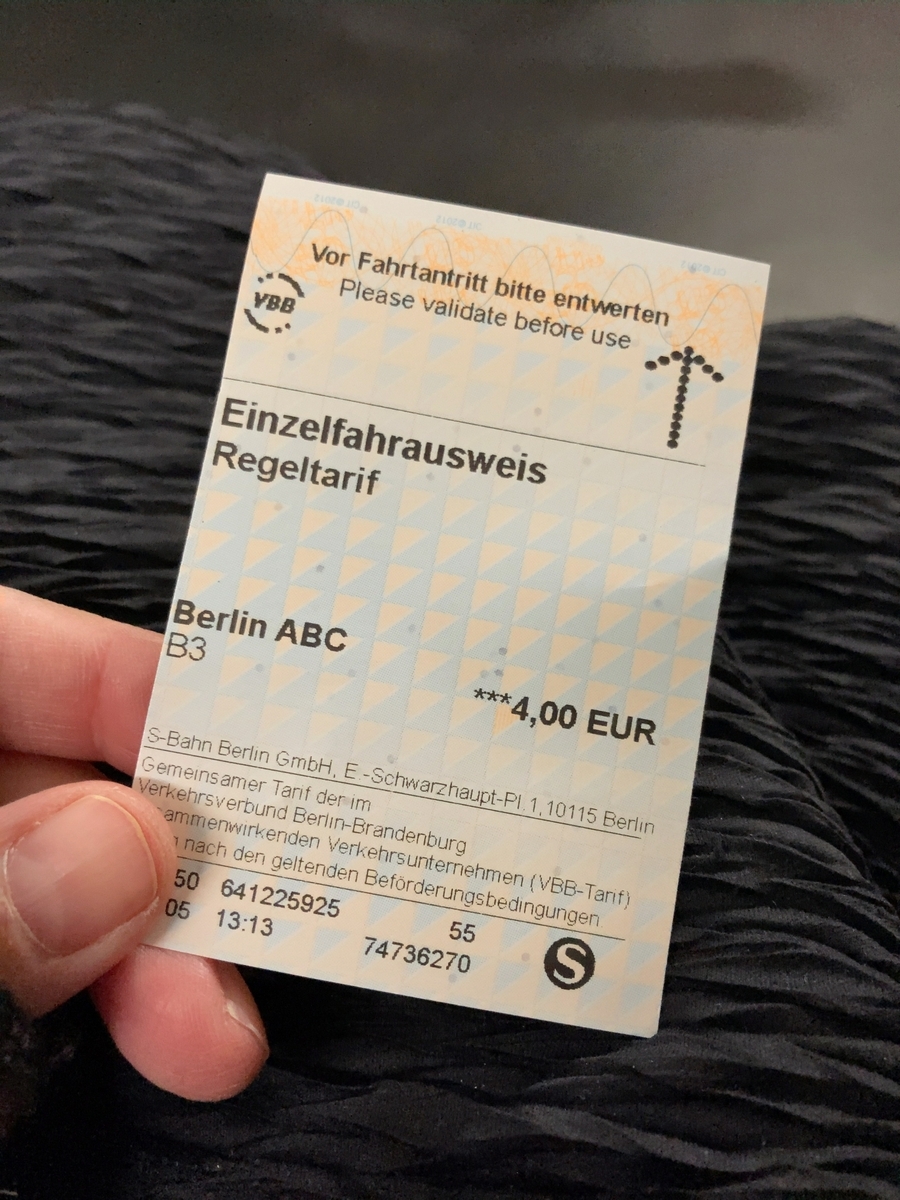 Vor Fahrtantritt bitte entwerten
Please validate before use
VBB
Einzelfahrausweis
Regeltarif
Berlin ABC
B3
***4,00 EUR
S-Bahn Berlin GmbH, E.-Schwarzhaupt-Pl.1,10115 Berlin
Gemeinsamer Tarif der im
Verkehrsverbund Berlin-Brandenburg
ammenwirkenden Verkehrsunternehmen (VBB-Tarif)
nach den geltenden Beförderungsbedingungen.
50 641225925
55
05 13:13
74736270
S